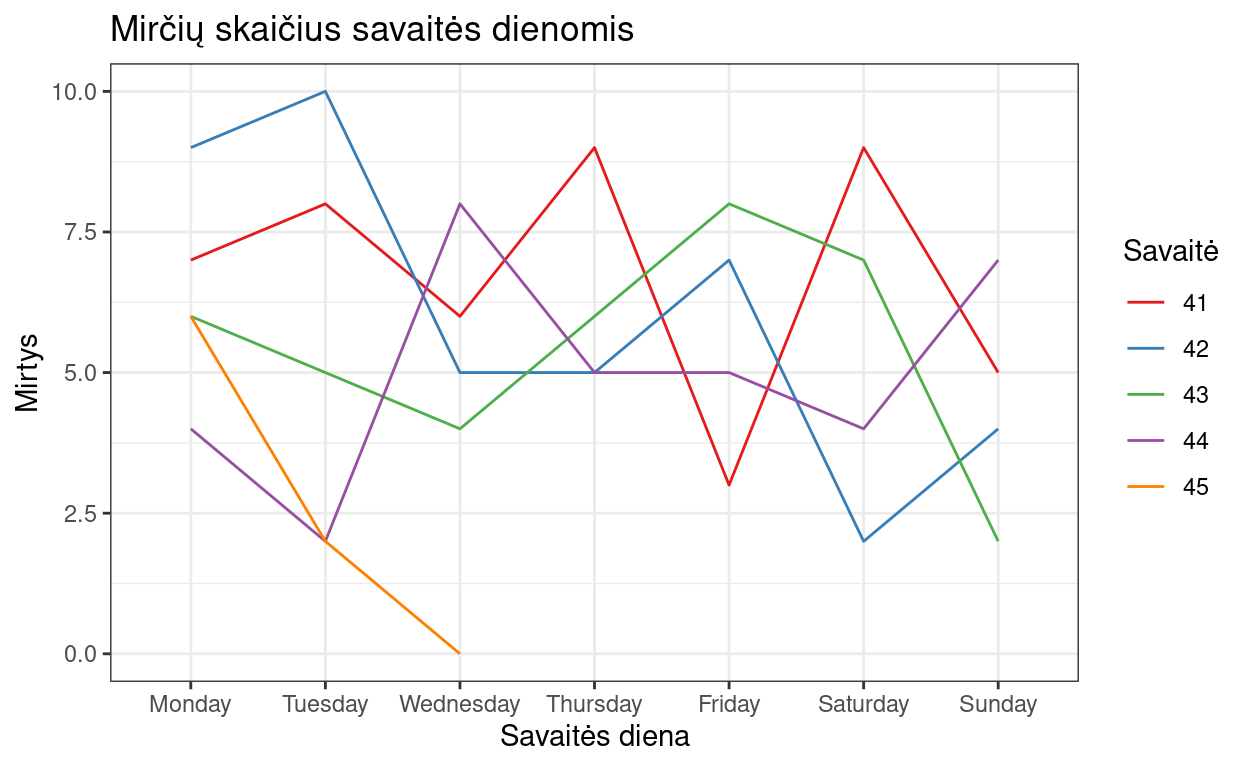 Mirčių skaičius savaitės dienomis
Mirtys
10.0
7.5
5.0
2.5
0.0
Monday Tuesday Wednesday Thursday Friday Saturday Sunday
Savaitės diena
Savaitė
41
42
43
44
45